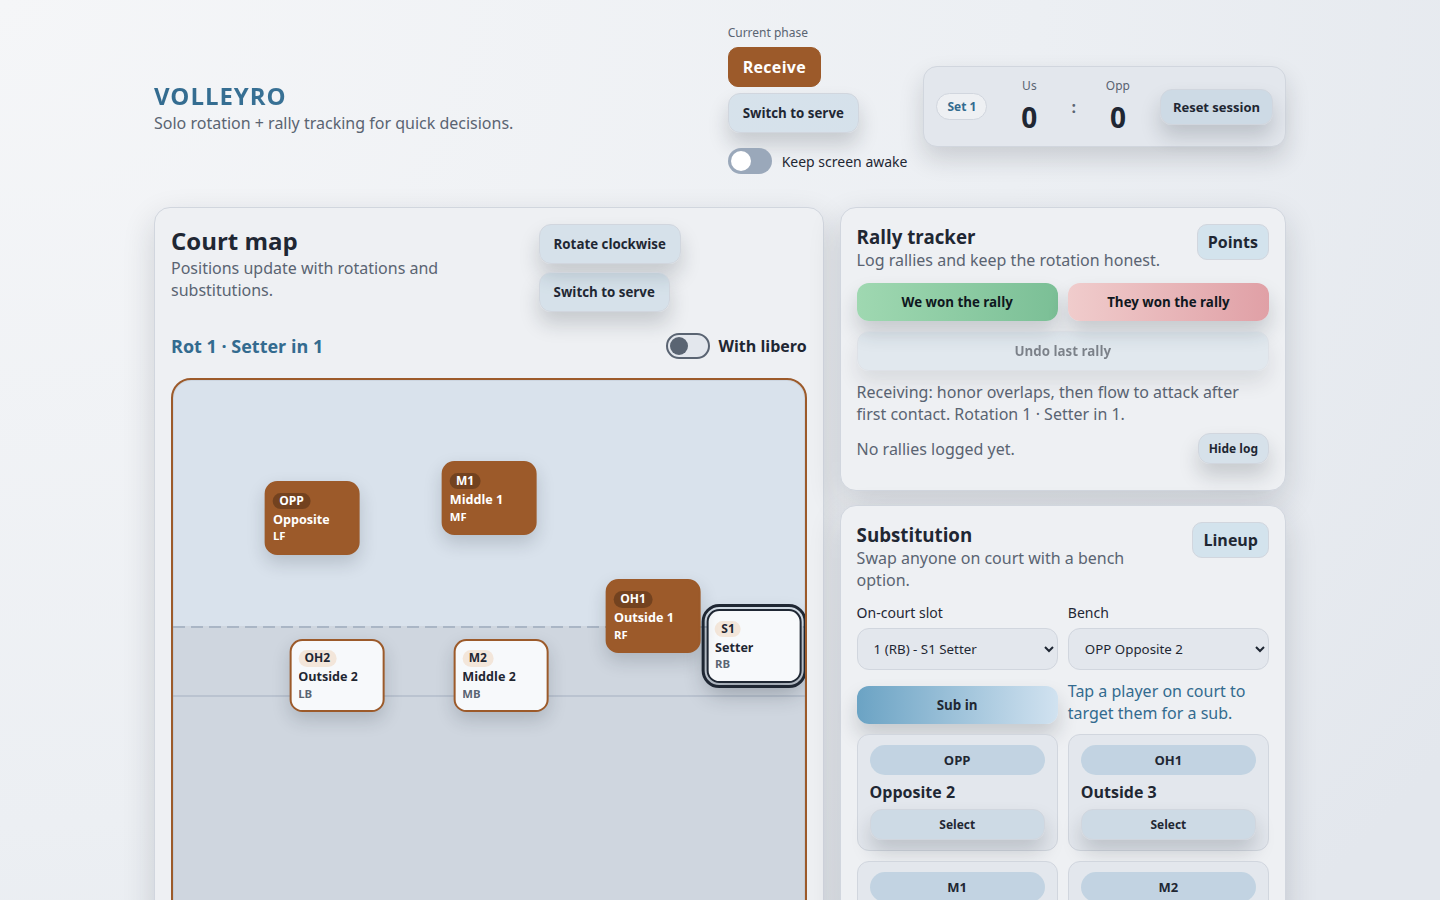 VOLLEYRO
Solo rotation + rally tracking for quick decisions.
Current phase
Receive
Switch to serve
Keep screen awake
Set 1
Us
0
:
Opp
0
Reset session
Court map
Positions update with rotations and
substitutions.
Rotate clockwise
Switch to serve
Rot 1 · Setter in 1
With libero
OPP
Opposite
LF
M1
Middle 1
MF
OH1
Outside 1
RF
S1
Setter
RB
OH2
Outside 2
LB
M2
Middle 2
MB
Rally tracker
Log rallies and keep the rotation honest.
Points
We won the rally
They won the rally
Undo last rally
Receiving: honor overlaps, then flow to attack after
first contact. Rotation 1 · Setter in 1.
No rallies logged yet.
Hide log
Substitution
Swap anyone on court with a bench
option.
Lineup
On-court slot
Bench
1 (RB) - S1 Setter
OPP Opposite 2
Sub in
Tap a player on court to
target them for a sub.
OPP
Opposite 2
Select
OH1
Outside 3
Select
M1
M2